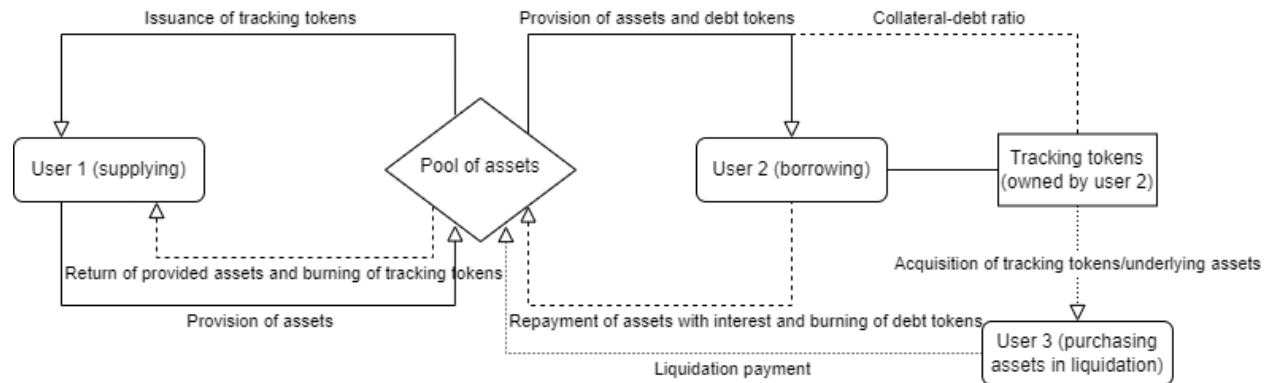 Issuance of tracking tokens
Provision of assets and debt tokens
Collateral-debt ratio
User 1 (supplying)
Pool of assets
User 2 (borrowing)
Tracking tokens
(owned by user 2)
Return of provided assets and burning of tracking tokens
Acquisition of tracking tokens/underlying assets
Provision of assets
Repayment of assets with interest and burning of debt tokens
User 3 (purchasing
assets in liquidation)
Liquidation payment